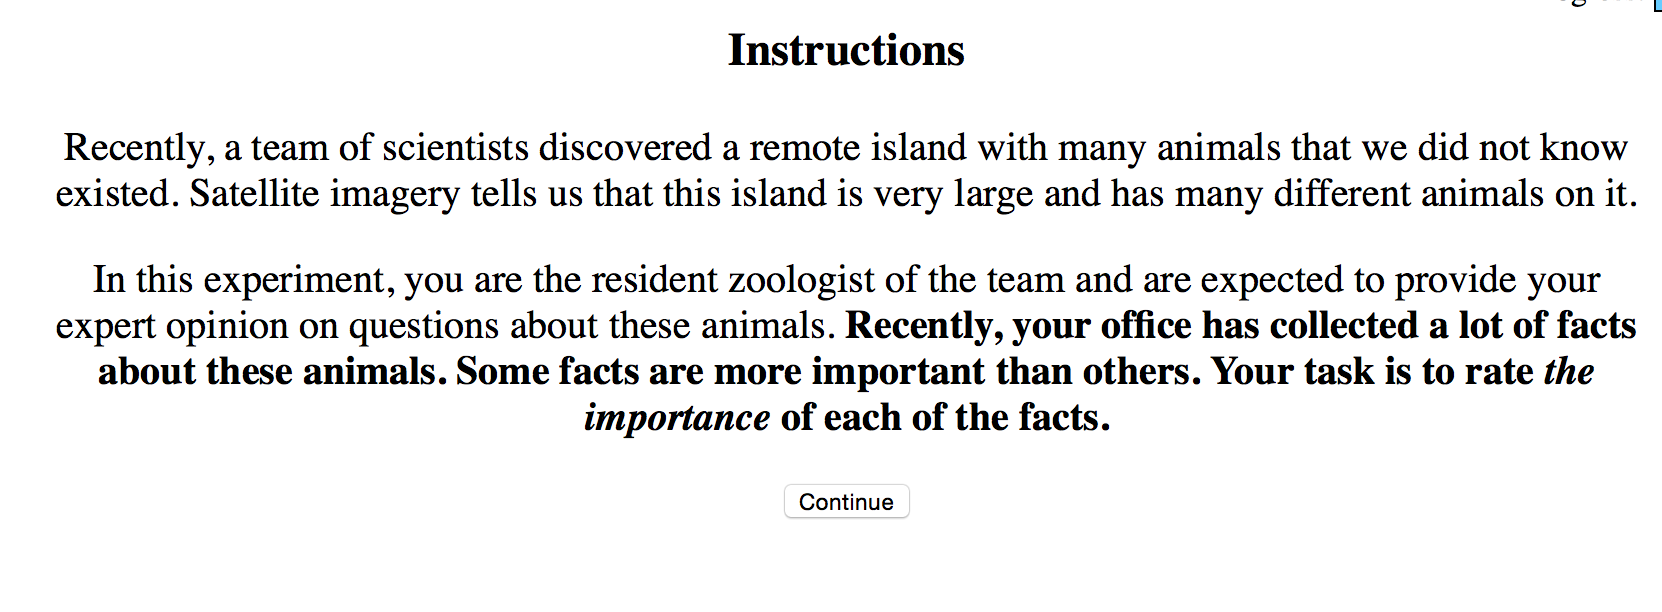 Instructions
Recently, a team of scientists discovered a remote island with many animals that we did not know
existed. Satellite imagery tells us that this island is very large and has many different animals on it.
In this experiment, you are the resident zoologist of the team and are expected to provide your
expert opinion on questions about these animals. Recently, your office has collected a lot of facts
about these animals. Some facts are more important than others. Your task is to rate the
importance of each of the facts.
Continue